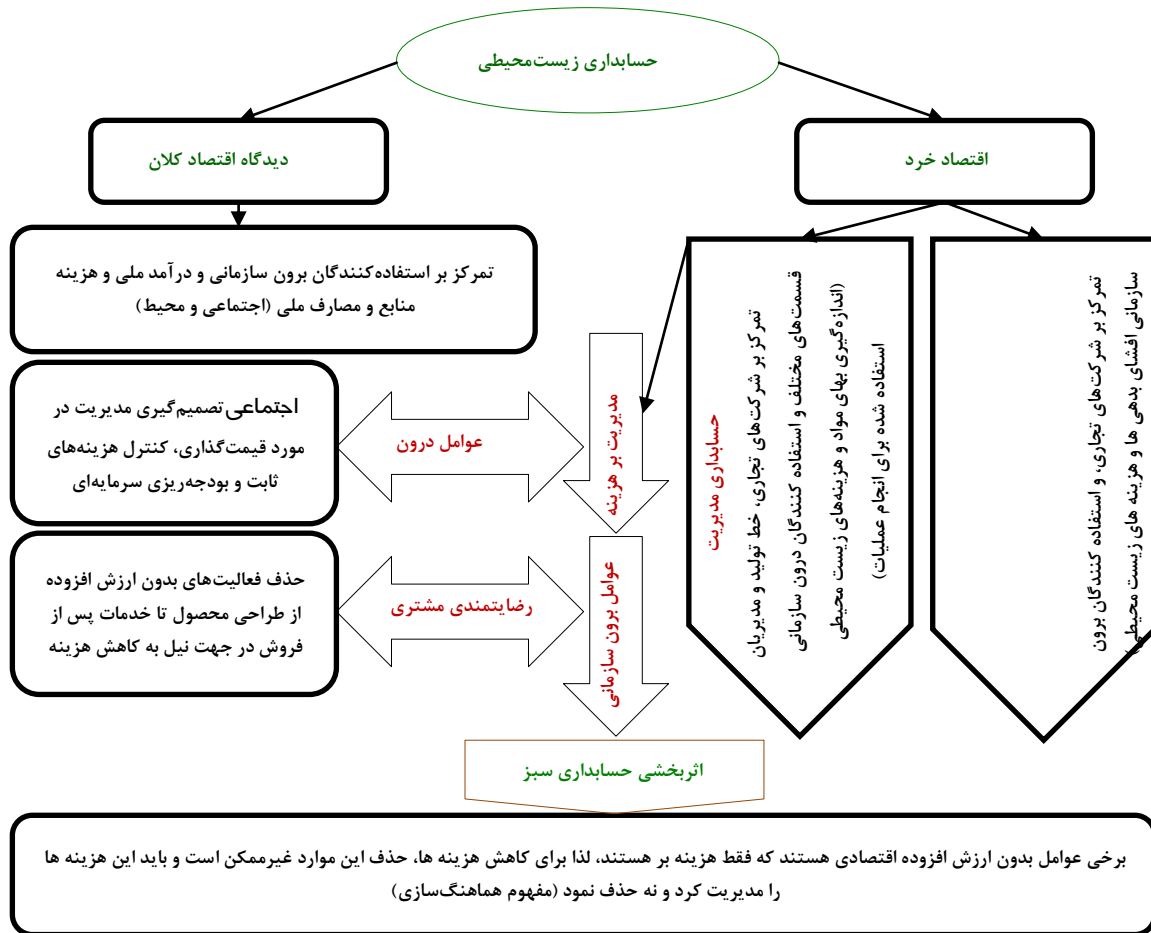 حسابداری زیست‌محیطی
اقتصاد خرد
دیدگاه اقتصاد کلان
تمرکز بر استفاده‌کنندگان برون سازمانی و درآمد ملی و هزینه
منابع و مصارف ملی (اجتماعی و محیط)
تمرکز بر شرکت‌های تجاری، و استفاده کنندگان برون
سازمانی افشای بدهی ها و هزینه های زیست محیطی)
حسابداری مدیریت
تمرکز بر شرکت‌های تجاری، خط تولید و مدیریان
قسمت‌های مختلف و استفاده کنندگان درون سازمانی
(اندازه‌گیری بهای مواد و هزینه‌های زیست محیطی
استفاده شده برای انجام عملیات)
مدیریت بر هزینه
عوامل درون
اجتماعی تصمیم‌گیری مدیریت در
مورد قیمت‌گذاری، کنترل هزینه‌های
ثابت و بودجه‌ریزی سرمایه‌ای
عوامل برون سازمانی
رضایتمندی مشتری
حذف فعالیت‌های بدون ارزش افزوده
از طراحی محصول تا خدمات پس از
فروش در جهت نیل به کاهش هزینه
اثربخشی حسابداری سبز
برخی عوامل بدون ارزش افزوده اقتصادی هستند که فقط هزینه بر هستند، لذا برای کاهش هزینه ها، حذف این موارد غیرممکن است و باید این هزینه ها
را مدیریت کرد و نه حذف نمود (مفهوم هماهنگ‌سازی)